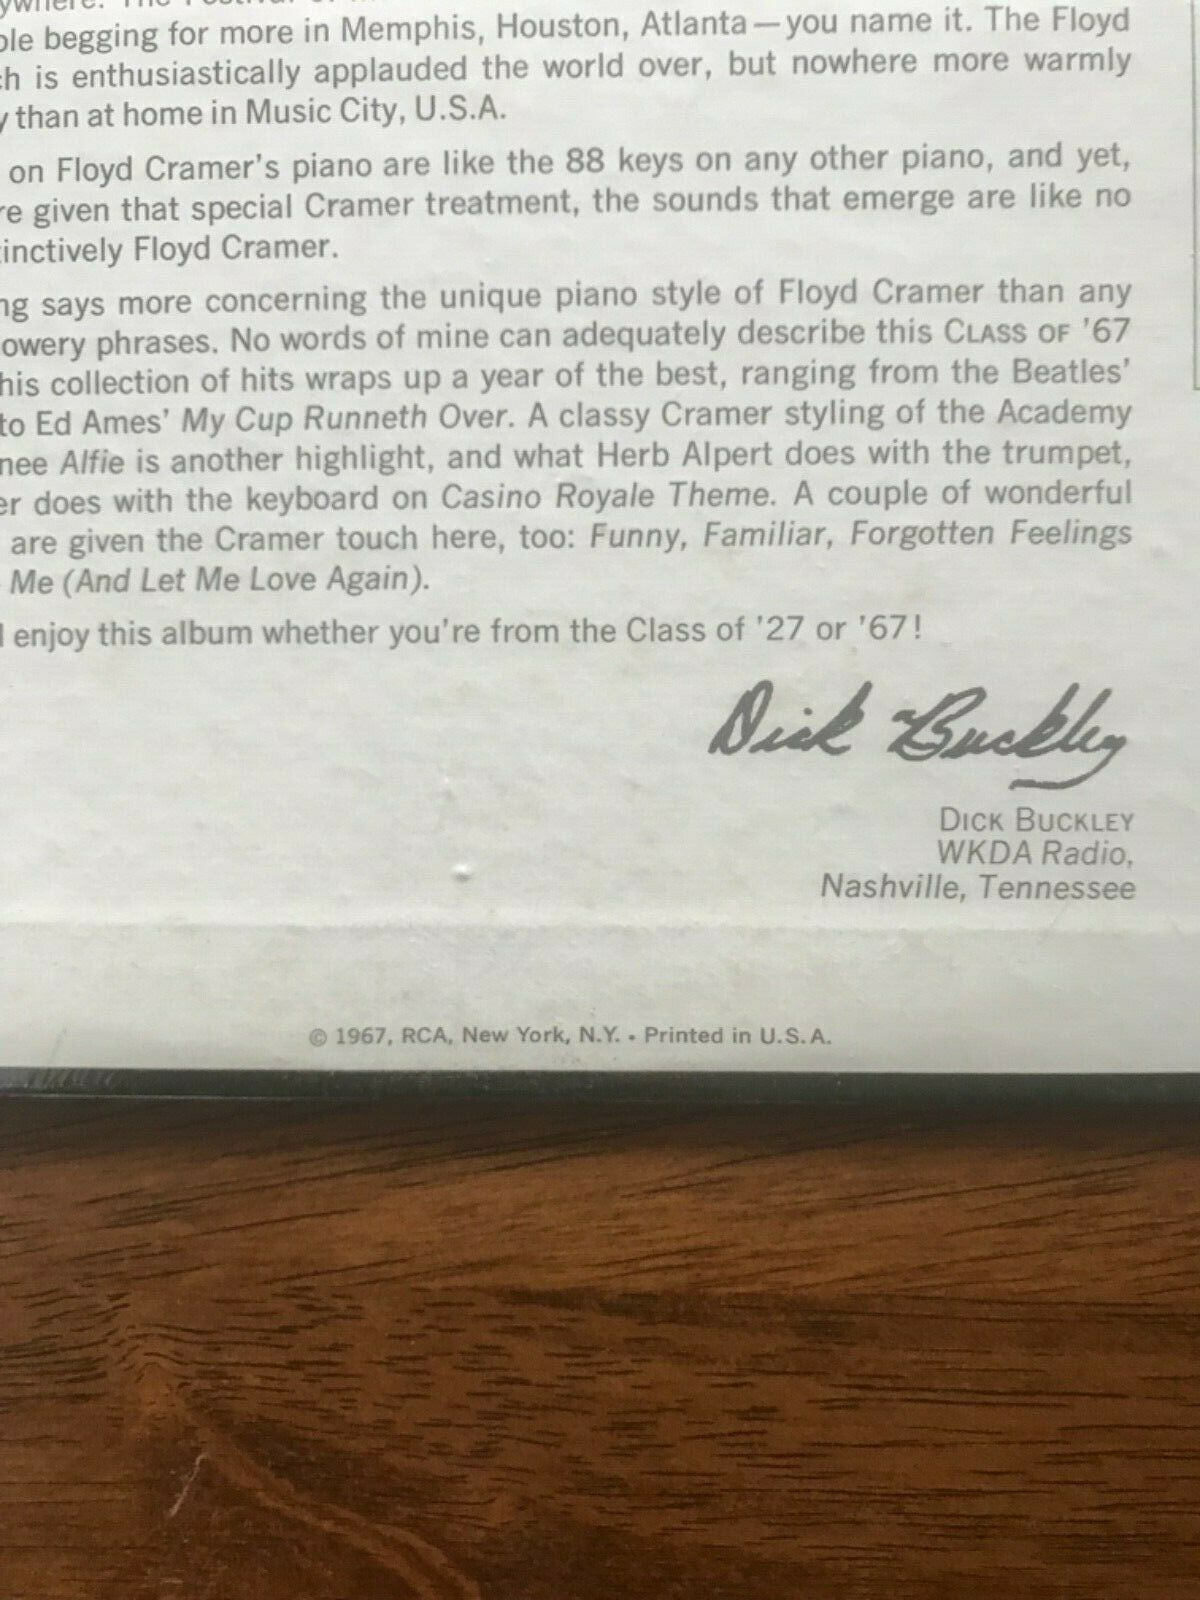 begging for more in Memphis, Houston, Atlanta—you name it. The Floyd
is enthusiastically applauded the world over, but nowhere more warmly
than at home in Music City, U.S.A.
on Floyd Cramer's piano are like the 88 keys on any other piano, and yet,
given that special Cramer treatment, the sounds that emerge are like no
tinctively Floyd Cramer.
ng says more concerning the unique piano style of Floyd Cramer than any
owery phrases. No words of mine can adequately describe this CLASS OF '67
his collection of hits wraps up a year of the best, ranging from the Beatles'
to Ed Ames' My Cup Runneth Over. A classy Cramer styling of the Academy
nee Alfie is another highlight, and what Herb Alpert does with the trumpet,
er does with the keyboard on Casino Royale Theme. A couple of wonderful
are given the Cramer touch here, too: Funny, Familiar, Forgotten Feelings
Me (And Let Me Love Again).
enjoy this album whether you're from the Class of '27 or '67!
Dick Buckley
DICK BUCKLEY
WKDA Radio,
Nashville, Tennessee
© 1967, RCA, New York, N.Y. • Printed in U.S.A.